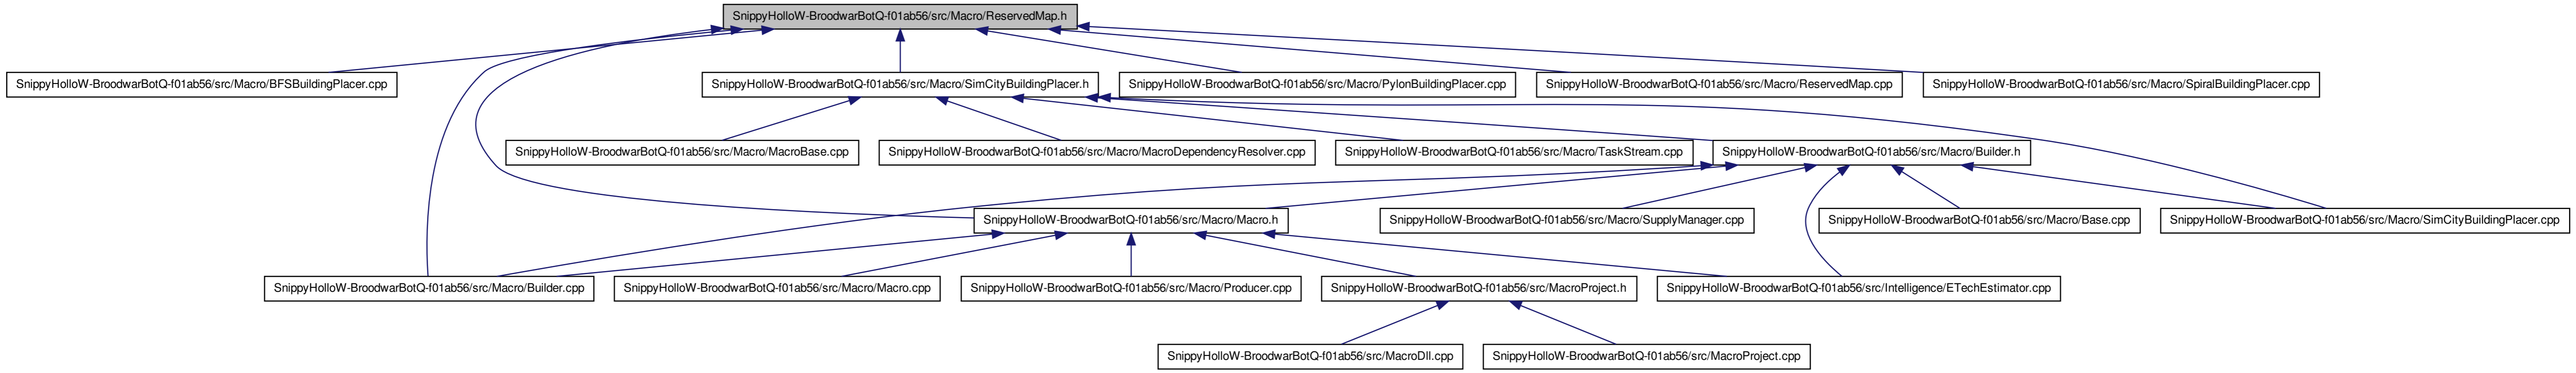 SnippyHolloW-BroodwarBotQ-f01ab56/src/Macro/ReservedMap.h
SnippyHolloW-BroodwarBotQ-f01ab56/src/Macro/BFSBuildingPlacer.cpp
SnippyHolloW-BroodwarBotQ-f01ab56/src/Macro/SimCityBuildingPlacer.h
SnippyHolloW-BroodwarBotQ-f01ab56/src/Macro/PylonBuildingPlacer.cpp
SnippyHolloW-BroodwarBotQ-f01ab56/src/Macro/ReservedMap.cpp
SnippyHolloW-BroodwarBotQ-f01ab56/src/Macro/SpiralBuildingPlacer.cpp
SnippyHolloW-BroodwarBotQ-f01ab56/src/Macro/MacroBase.cpp
SnippyHolloW-BroodwarBotQ-f01ab56/src/Macro/MacroDependencyResolver.cpp
SnippyHolloW-BroodwarBotQ-f01ab56/src/Macro/TaskStream.cpp
SnippyHolloW-BroodwarBotQ-f01ab56/src/Macro/Builder.h
SnippyHolloW-BroodwarBotQ-f01ab56/src/Macro/Macro.h
SnippyHolloW-BroodwarBotQ-f01ab56/src/Macro/SupplyManager.cpp
SnippyHolloW-BroodwarBotQ-f01ab56/src/Macro/Base.cpp
SnippyHolloW-BroodwarBotQ-f01ab56/src/Macro/SimCityBuildingPlacer.cpp
SnippyHolloW-BroodwarBotQ-f01ab56/src/Macro/Builder.cpp
SnippyHolloW-BroodwarBotQ-f01ab56/src/Macro/Macro.cpp
SnippyHolloW-BroodwarBotQ-f01ab56/src/Macro/Producer.cpp
SnippyHolloW-BroodwarBotQ-f01ab56/src/MacroProject.h
SnippyHolloW-BroodwarBotQ-f01ab56/src/Intelligence/ETechEstimator.cpp
SnippyHolloW-BroodwarBotQ-f01ab56/src/MacroDll.cpp
SnippyHolloW-BroodwarBotQ-f01ab56/src/MacroProject.cpp